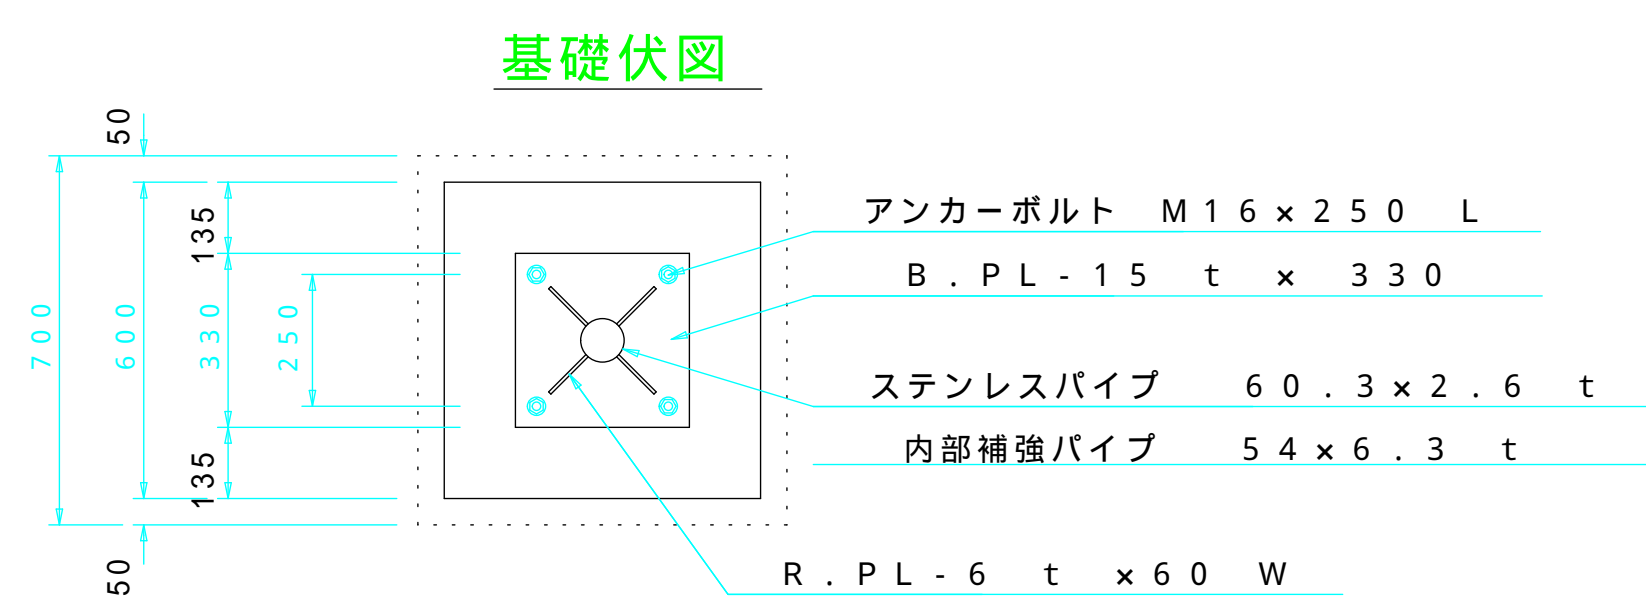 基礎伏図
50
135
アンカーボルト M16×250 L
B.PL-15 t × 330
700
600
330
250
ステンレスパイプ 60.3×2.6 t
内部補強パイプ 54×6.3 t
135
50
R.PL-6 t ×60 W